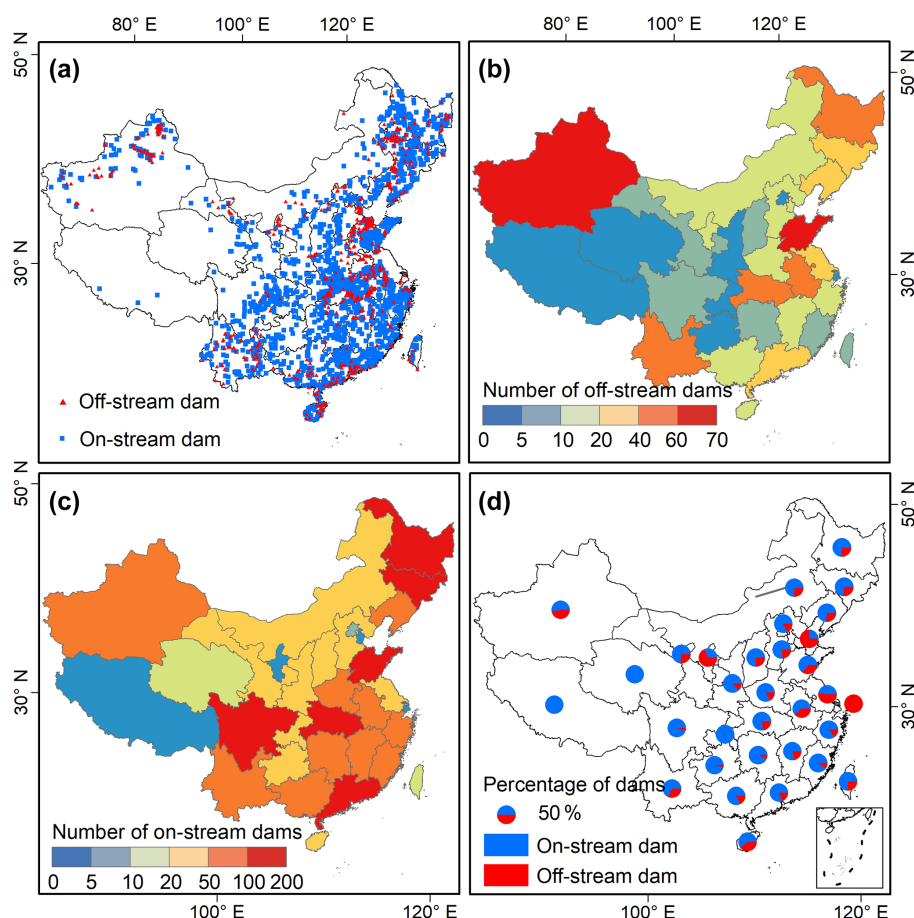 80° E 100° E 120° E
50° N
30° N
(a)
Off-stream dam
On-stream dam
100° E 120° E
50° N
30° N
(b)
Number of off-stream dams
0 5 10 20 40 60 70
50° N
30° N
(c)
Number of on-stream dams
0 5 10 20 50 100 200
100° E 120° E
50° N
30° N
(d)
Percentage of dams
50 %
On-stream dam
Off-stream dam
100° E 120° E